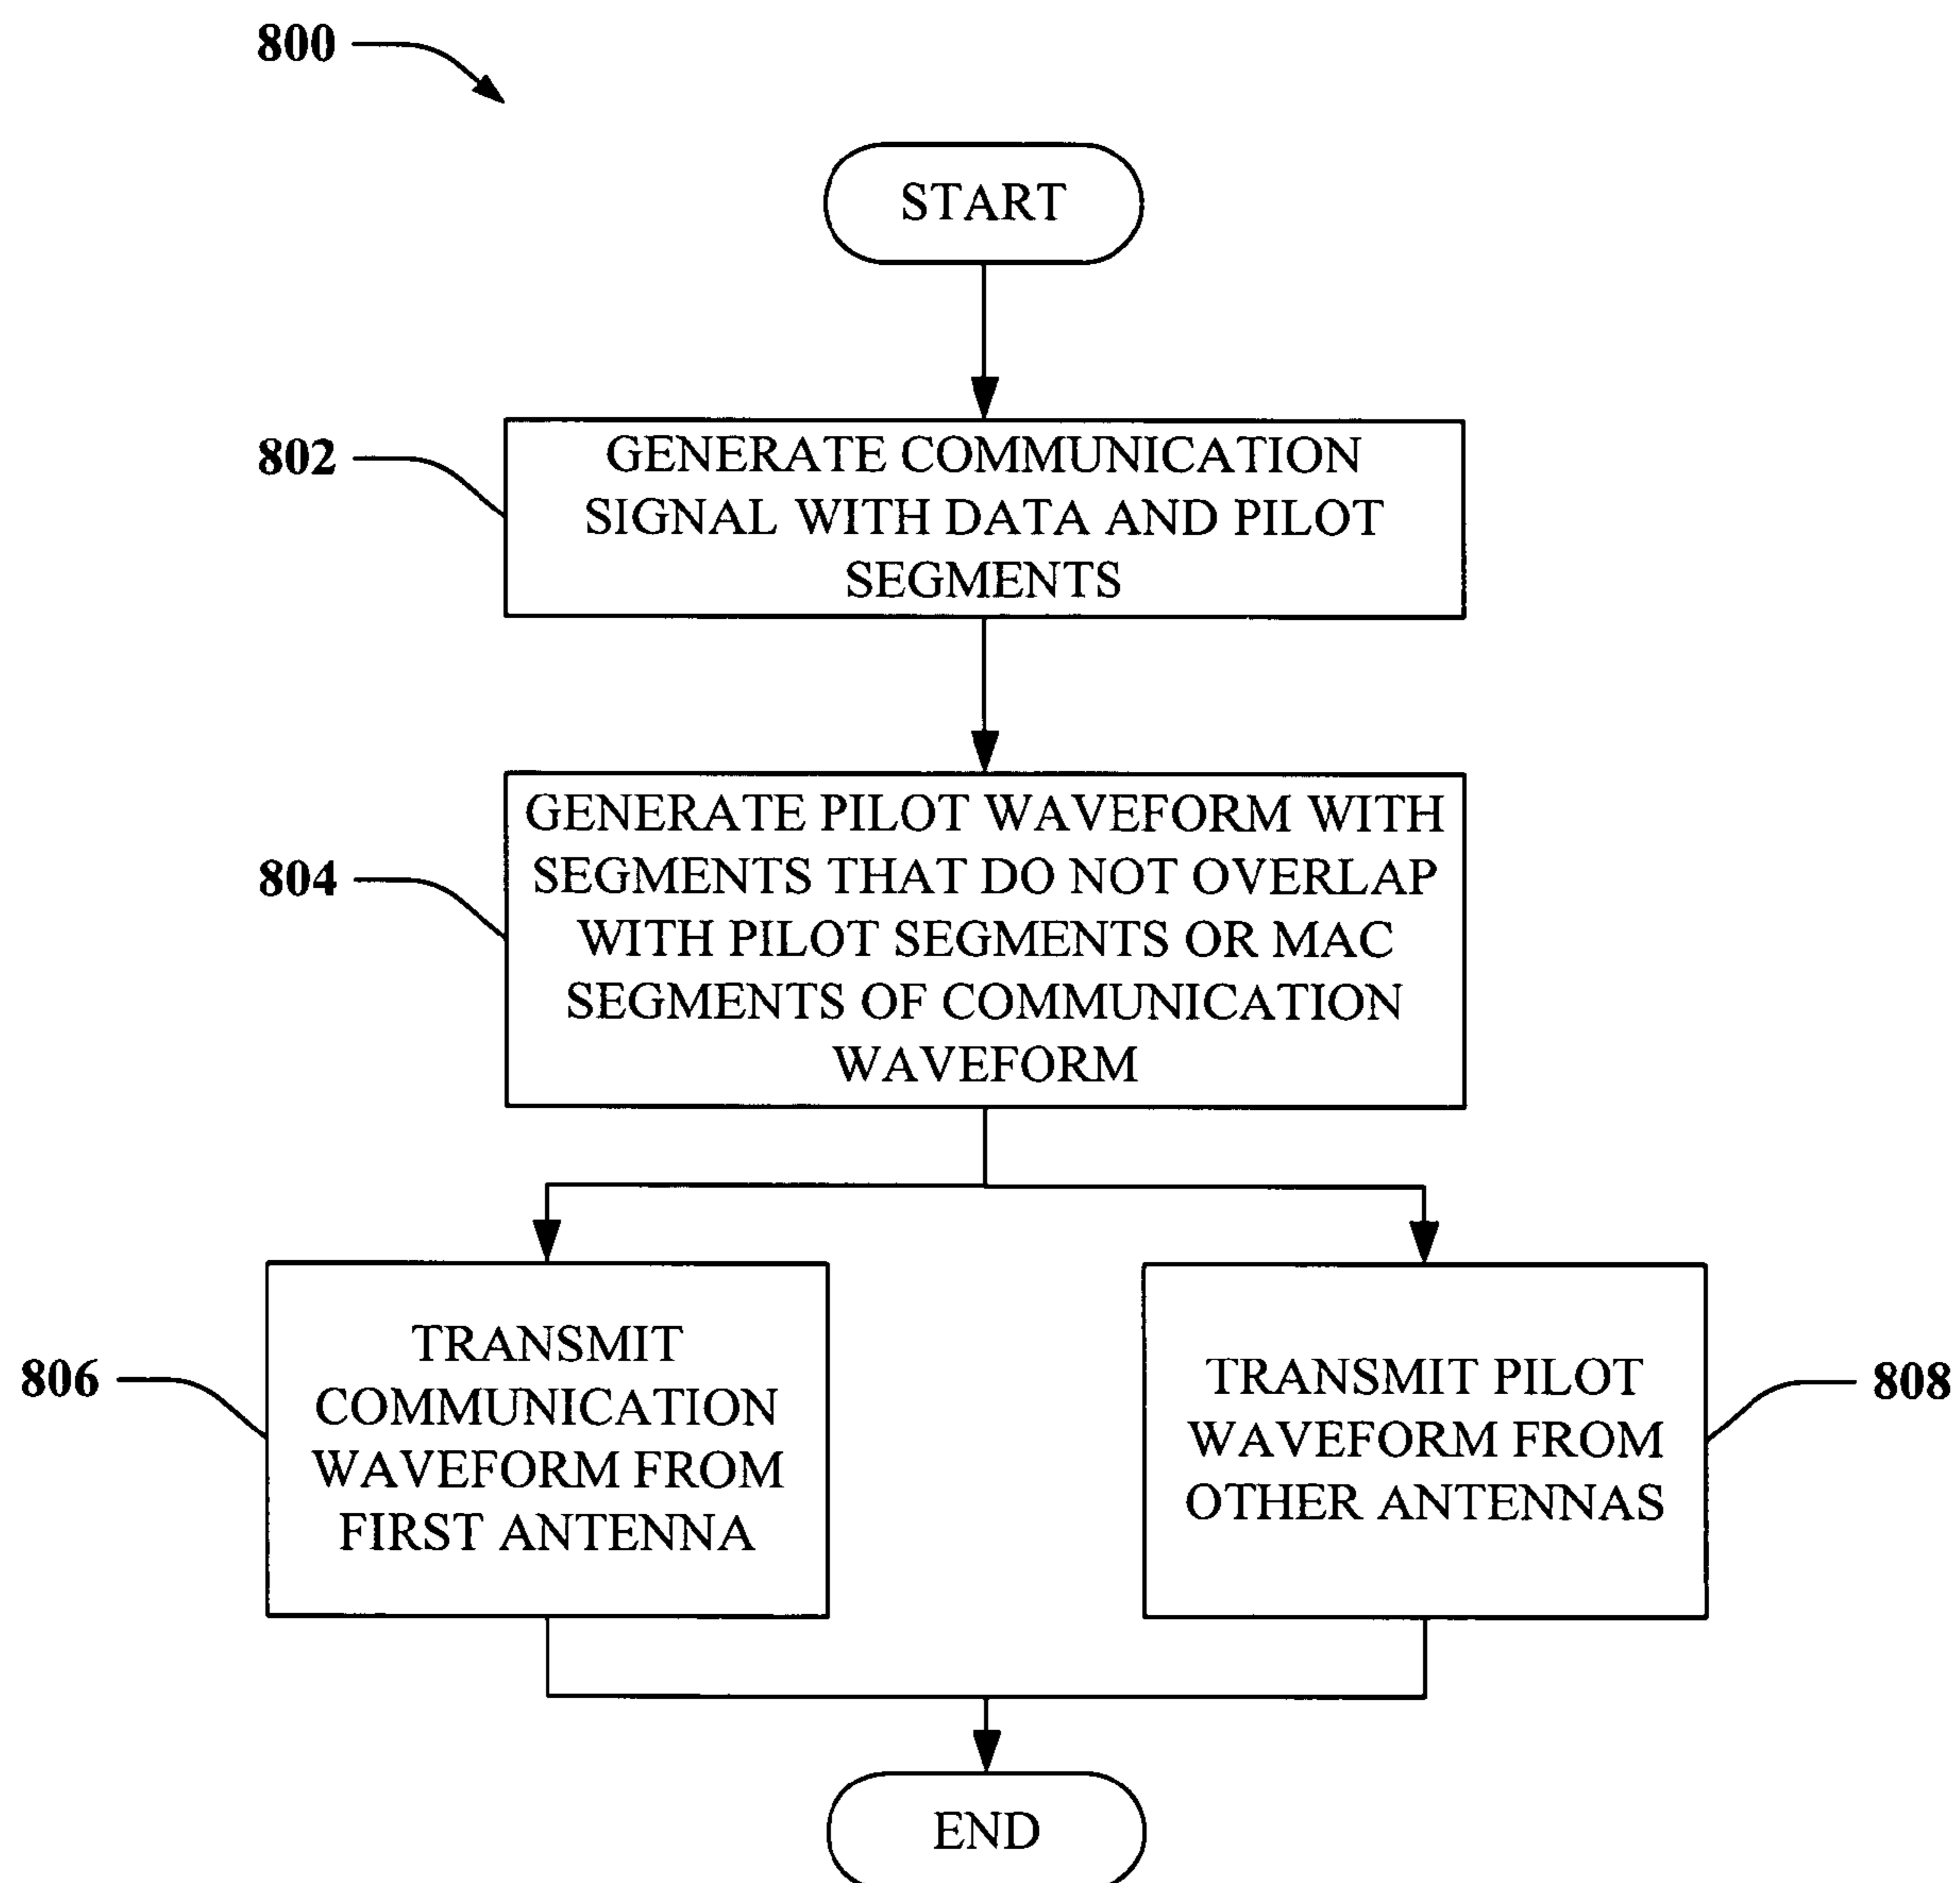 800
START
802
GENERATE COMMUNICATION
SIGNAL WITH DATA AND PILOT
SEGMENTS
804
GENERATE PILOT WAVEFORM WITH
SEGMENTS THAT DO NOT OVERLAP
WITH PILOT SEGMENTS OR MAC
SEGMENTS OF COMMUNICATION
WAVEFORM
806
TRANSMIT
COMMUNICATION
WAVEFORM FROM
FIRST ANTENNA
TRANSMIT PILOT
WAVEFORM FROM
OTHER ANTENNAS
808
END